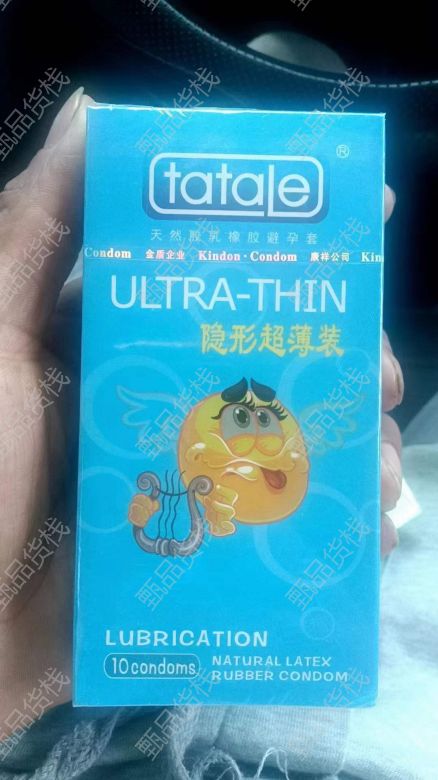 tatale®
天然胶乳橡胶避孕套
Condom 金质企业 Kindon·Condom 康祥公司 Kin
ULTRA-THIN
隐形超薄装
LUBRICATION
10condoms NATURAL LATEX
RUBBER CONDOM
甄品货栈